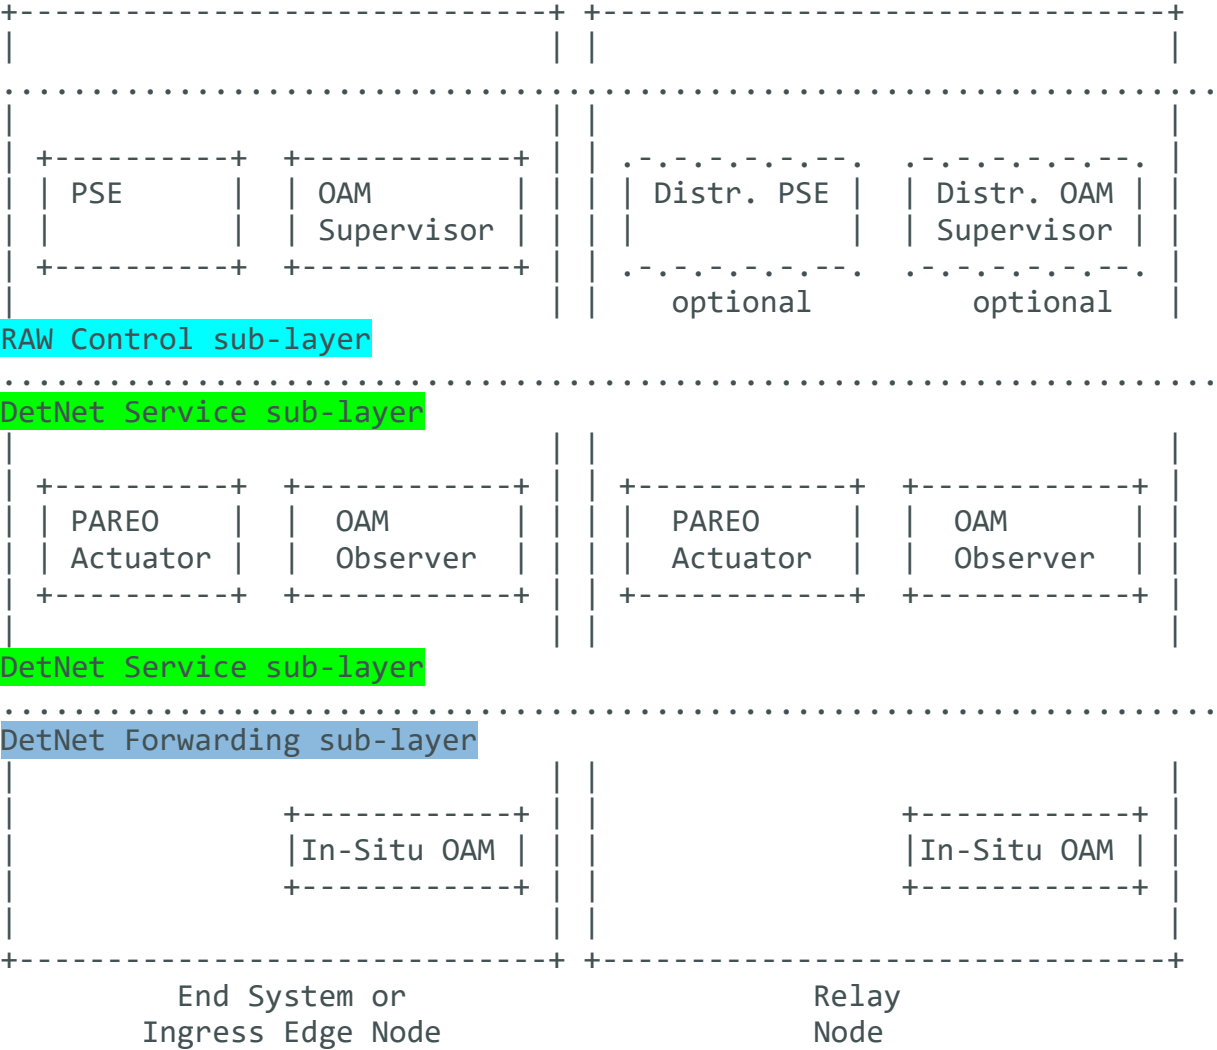 PSE OAM Distr. PSE Distr. OAM
Supervisor Supervisor
optional optional
RAW Control sub-layer
DetNet Service sub-layer
PAREO OAM PAREO OAM
Actuator Observer Actuator Observer
DetNet Service sub-layer
DetNet Forwarding sub-layer
In-Situ OAM In-Situ OAM
End System or Relay
Ingress Edge Node Node